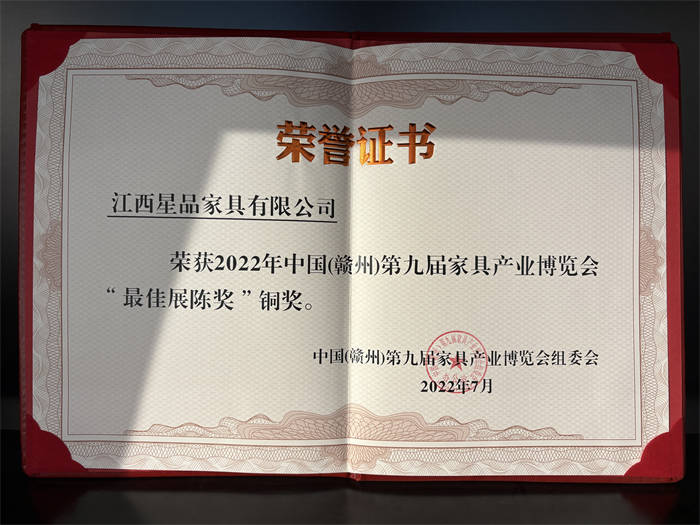 荣誉证书
江西星品家具有限公司
荣获2022年中国(赣州)第九届家具产业博览会
“最佳展陈奖”铜奖。
中国(赣州)第九届家具产业博览会组委会
2022年7月